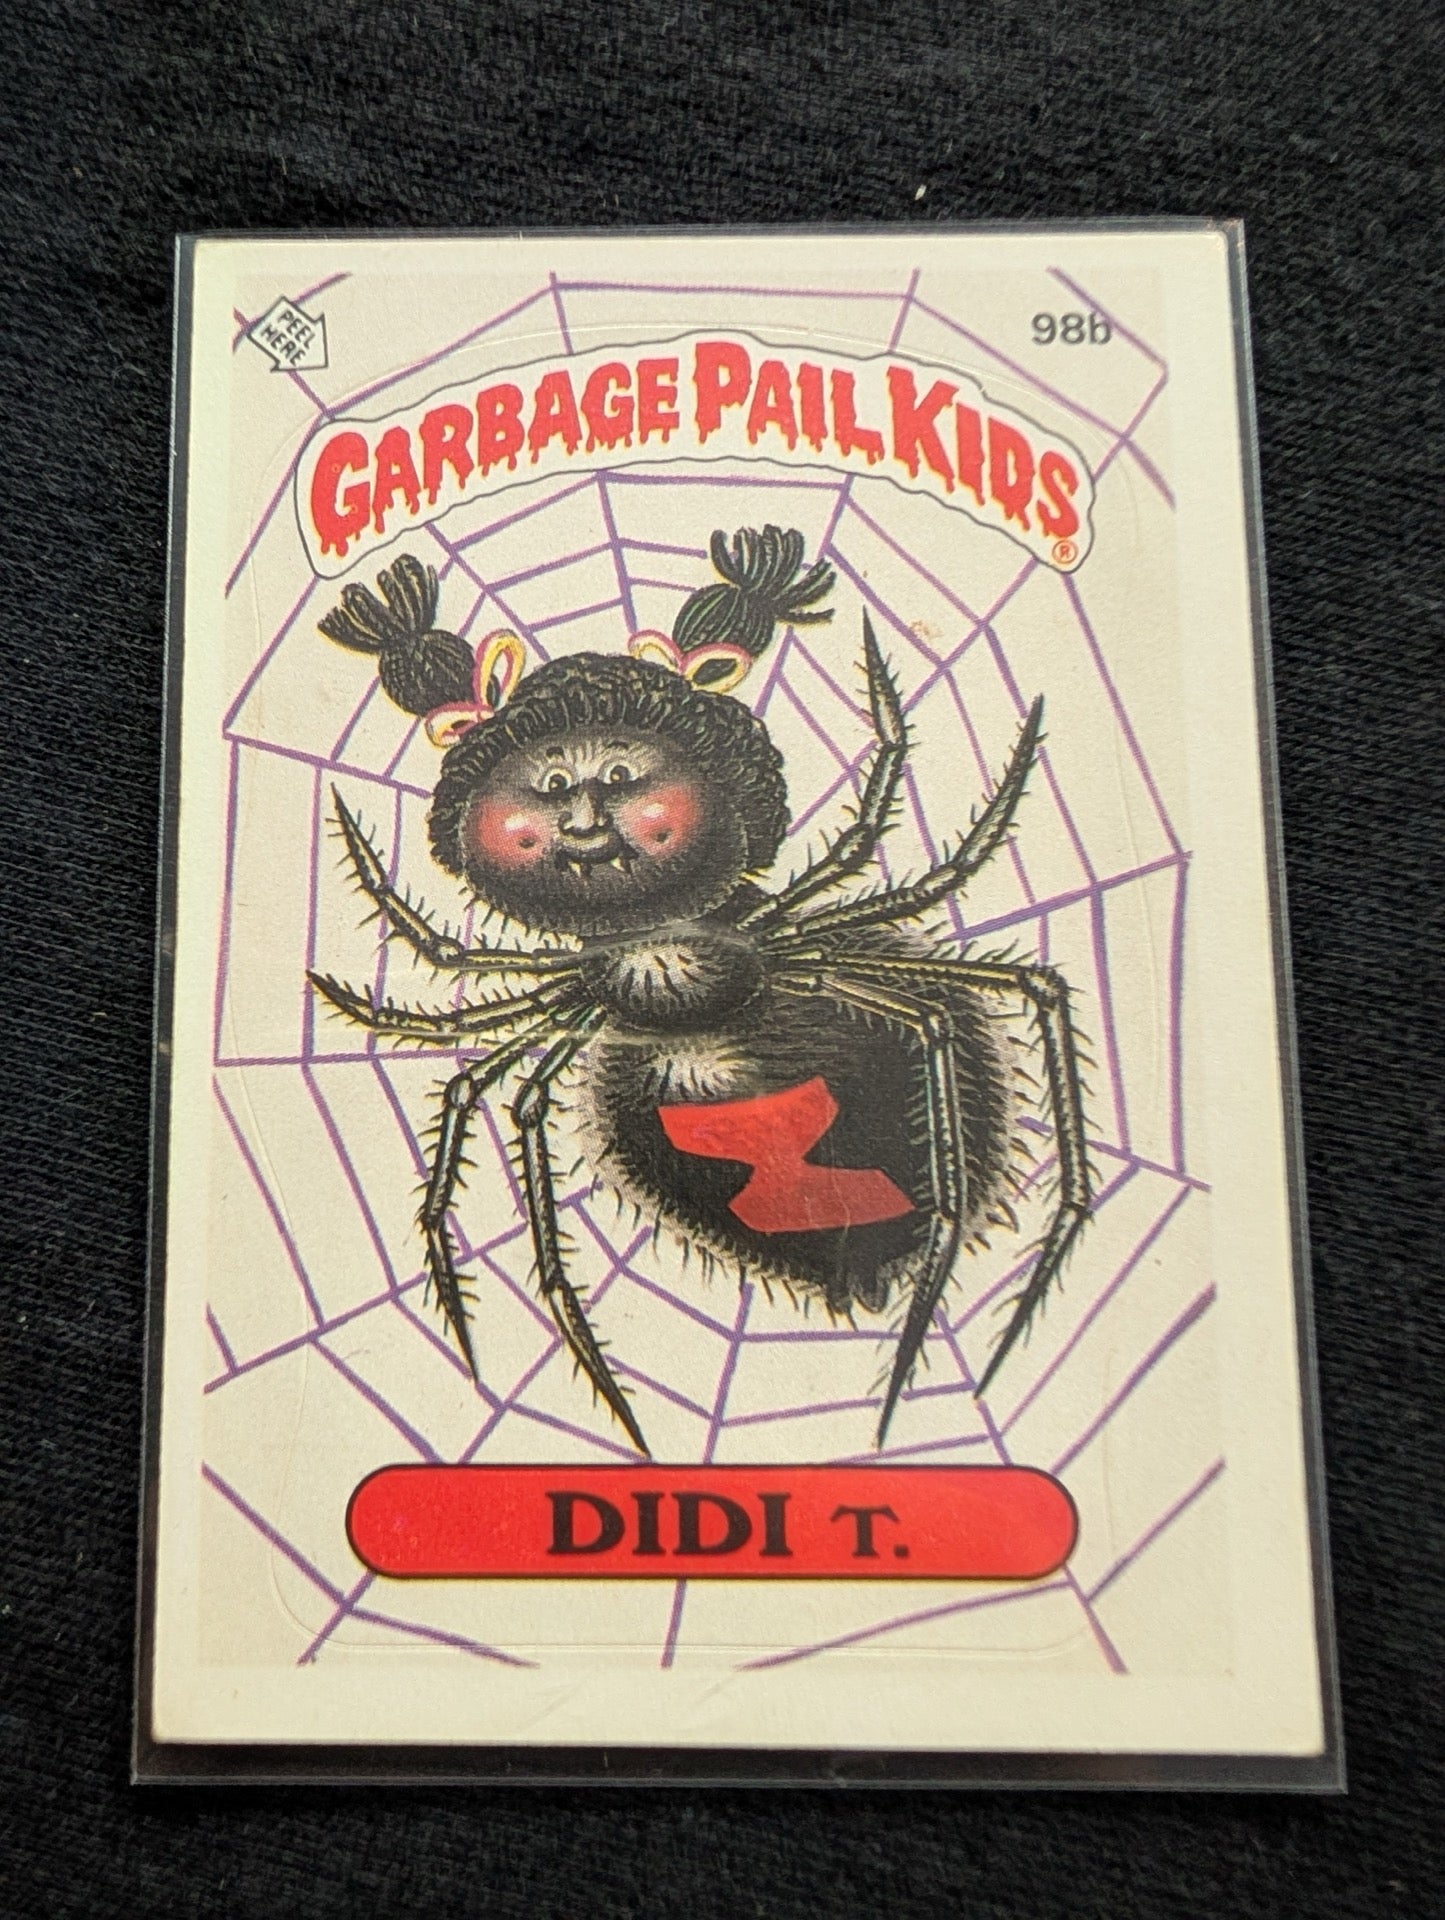 PEEL
HERE
98b
GARBAGE PAIL KIDS
®
DIDI T.